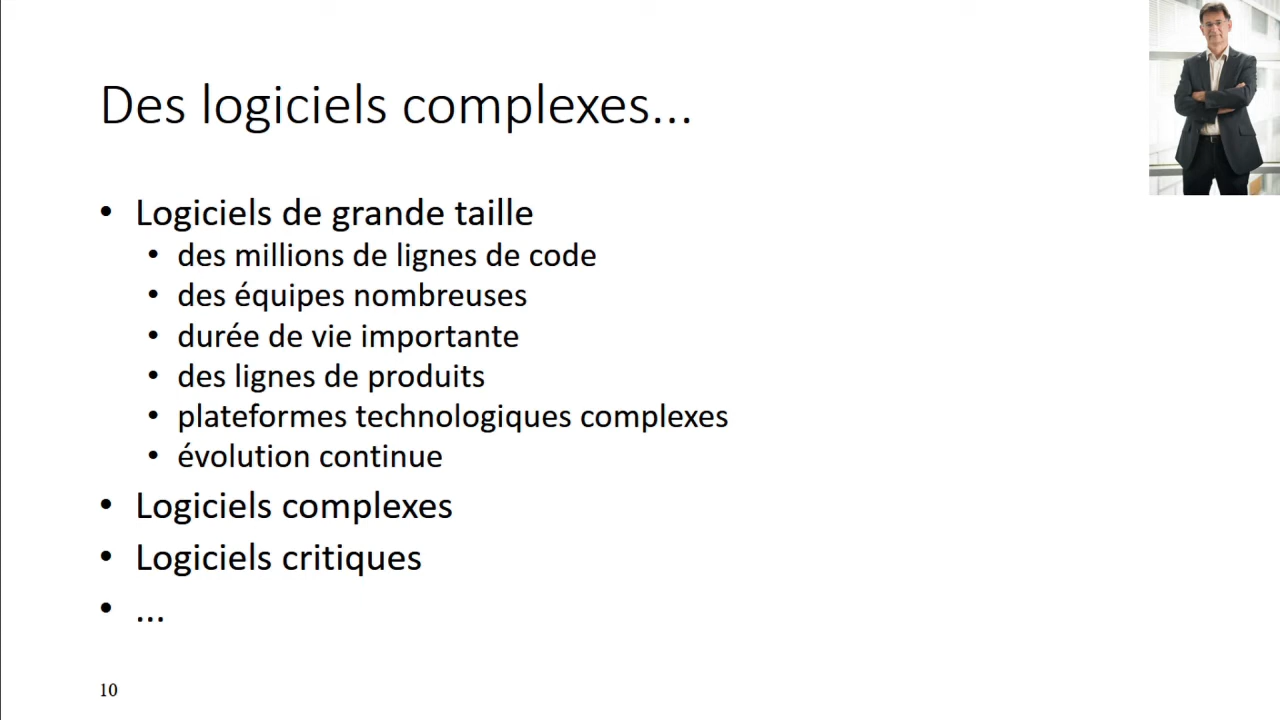 Des logiciels complexes...
• Logiciels de grande taille
• des millions de lignes de code
• des équipes nombreuses
• durée de vie importante
• des lignes de produits
• plateformes technologiques complexes
• évolution continue
• Logiciels complexes
• Logiciels critiques
• ...
10